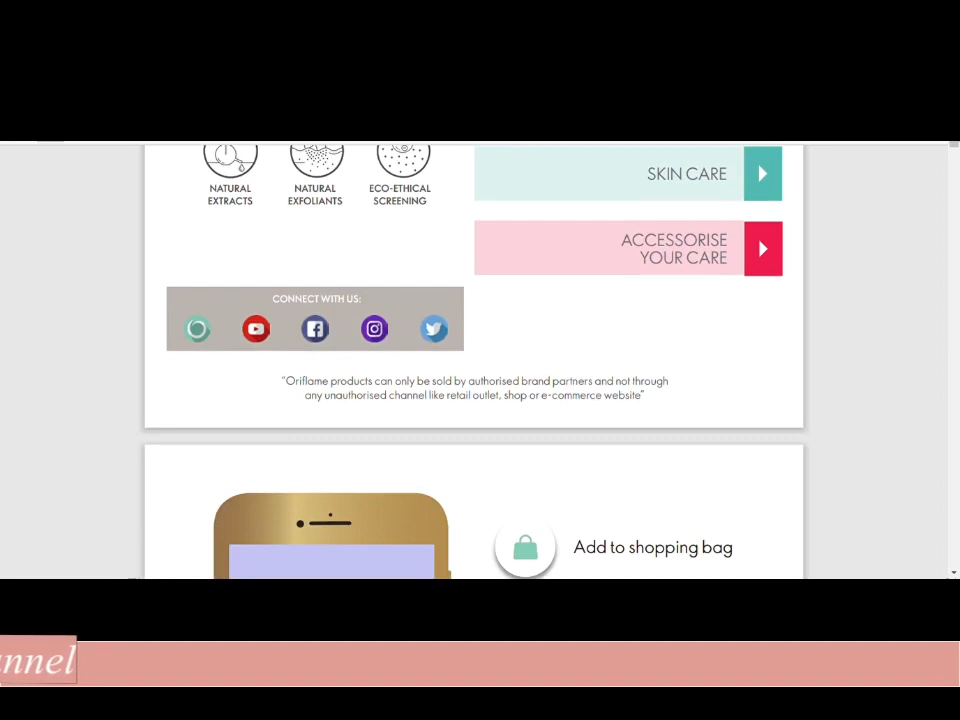 NATURAL
EXTRACTS
NATURAL
EXFOLIANTS
ECO-ETHICAL
SCREENING
SKIN CARE
ACCESSORISE
YOUR CARE
CONNECT WITH US:
“Oriflame products can only be sold by authorised brand partners and not through
any unauthorised channel like retail outlet, shop or e-commerce website”
Add to shopping bag
nnel